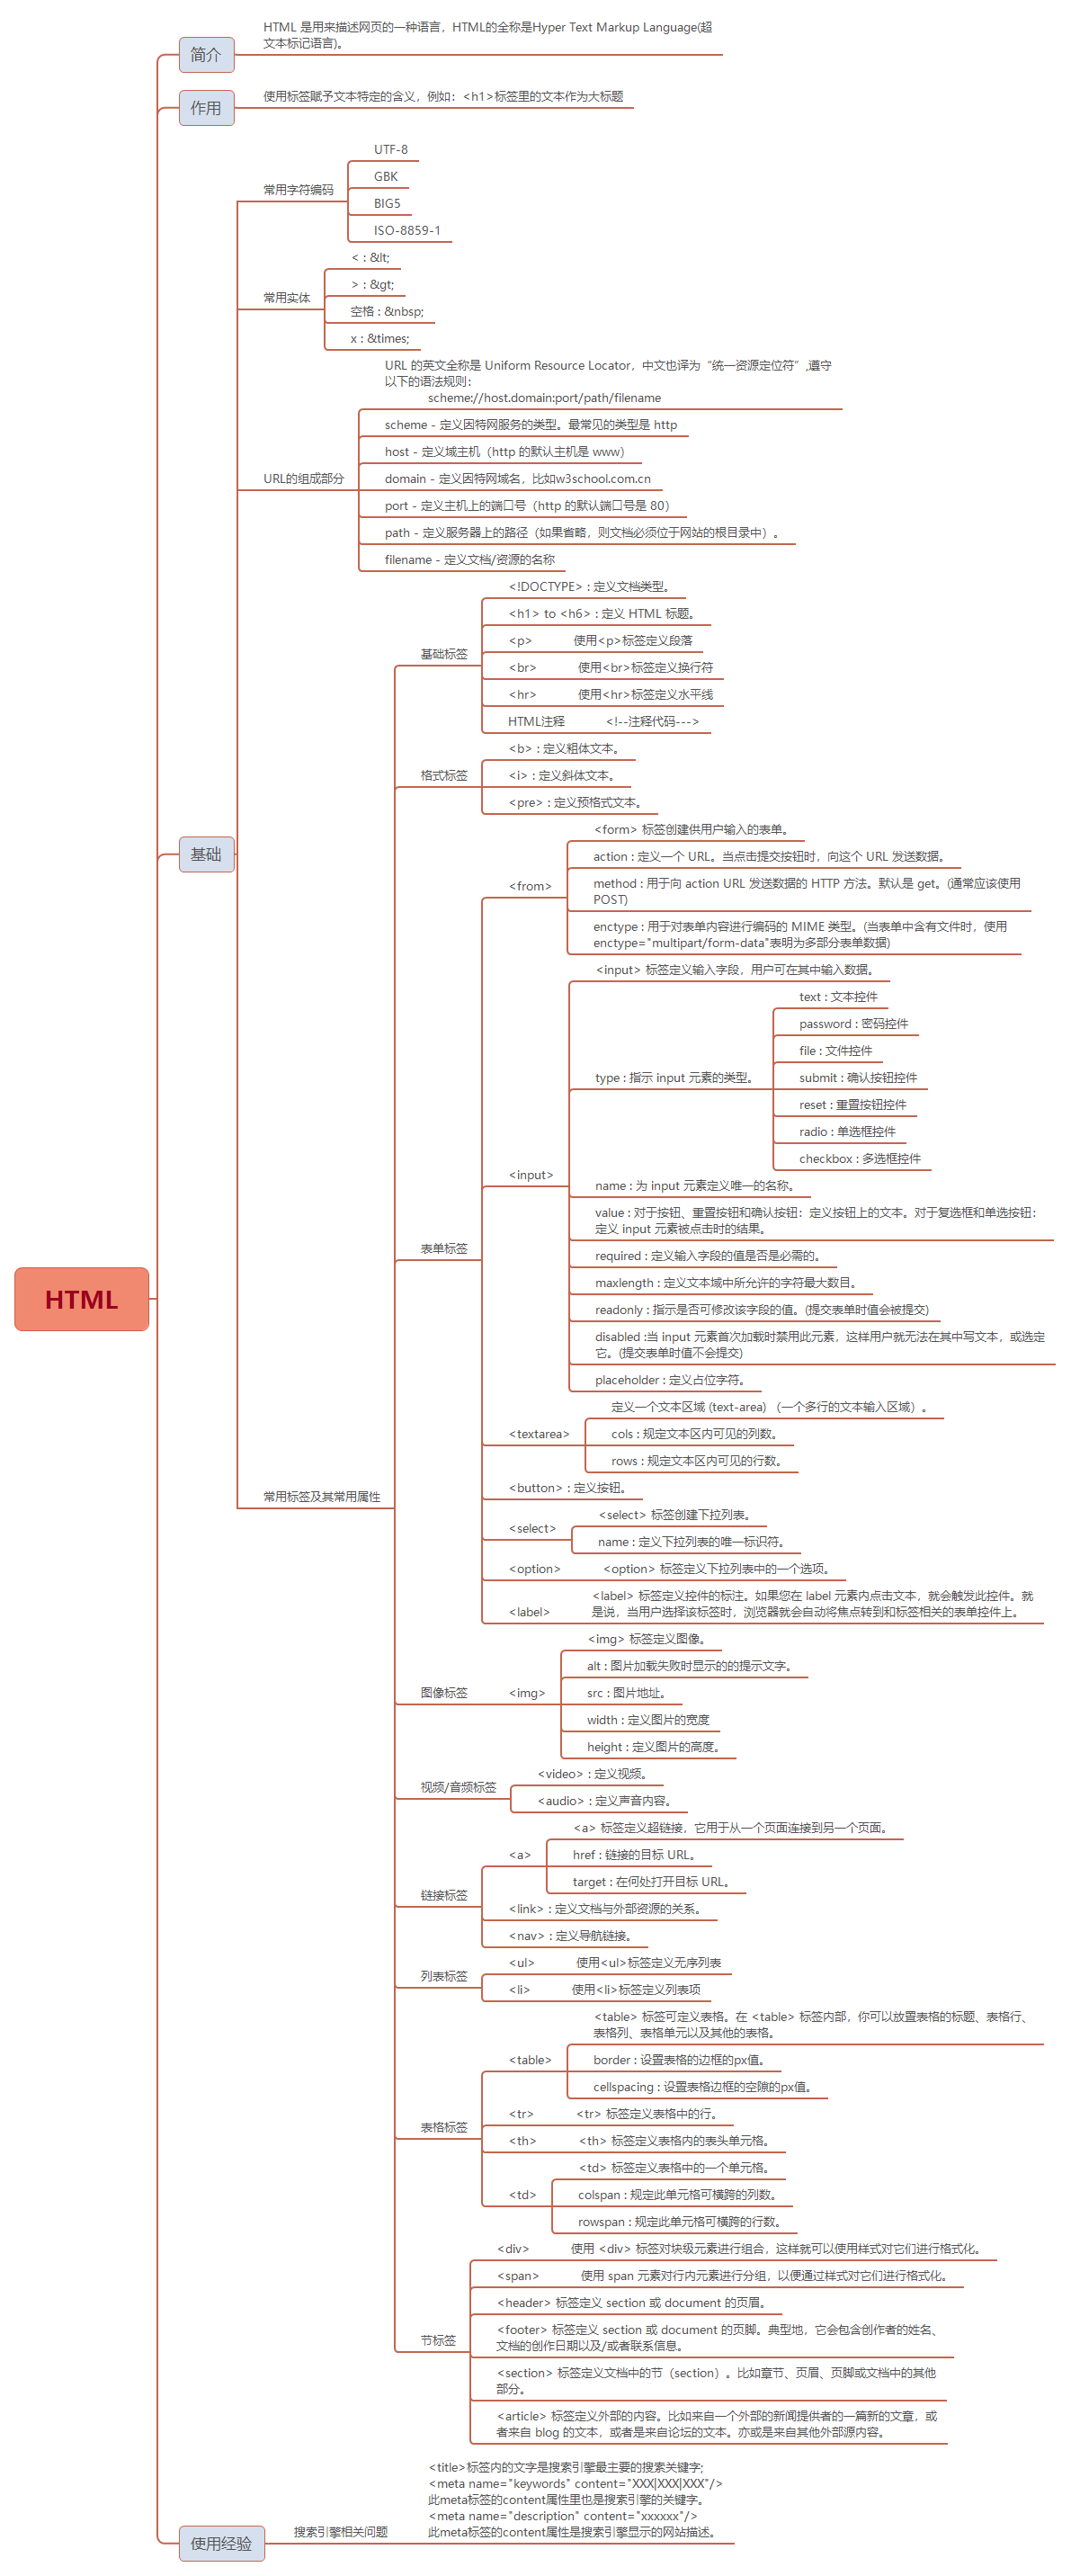 HTML
简介
HTML 是用来描述网页的一种语言，HTML的全称是Hyper Text Markup Language(超
文本标记语言)。
作用
使用标签赋予文本特定的含义，例如：<h1>标签里的文本作为大标题
基础
常用字符编码
UTF-8
GBK
BIG5
ISO-8859-1
常用实体
< : &lt;
> : &gt;
空格 : &nbsp;
x : &times;
URL的组成部分
URL 的英文全称是 Uniform Resource Locator，中文也译为“统一资源定位符”,遵守
以下的语法规则：
scheme://host.domain:port/path/filename
scheme - 定义因特网服务的类型。最常见的类型是 http
host - 定义域主机（http 的默认主机是 www）
domain - 定义因特网域名，比如w3school.com.cn
port - 定义主机上的端口号（http 的默认端口号是 80）
path - 定义服务器上的路径（如果省略，则文档必须位于网站的根目录中）。
filename - 定义文档/资源的名称
常用标签及其常用属性
基础标签
<!DOCTYPE> : 定义文档类型。
<h1> to <h6> : 定义 HTML 标题。
<p> 使用<p>标签定义段落
<br> 使用<br>标签定义换行符
<hr> 使用<hr>标签定义水平线
HTML注释 <!--注释代码--->
格式标签
<b> : 定义粗体文本。
<i> : 定义斜体文本。
<pre> : 定义预格式文本。
表单标签
<from>
<form> 标签创建供用户输入的表单。
action : 定义一个 URL。当点击提交按钮时，向这个 URL 发送数据。
method : 用于向 action URL 发送数据的 HTTP 方法。默认是 get。(通常应该使用
POST)
enctype : 用于对表单内容进行编码的 MIME 类型。(当表单中含有文件时，使用
enctype="multipart/form-data"表明为多部分表单数据)
<input>
<input> 标签定义输入字段，用户可在其中输入数据。
type : 指示 input 元素的类型。
text : 文本控件
password : 密码控件
file : 文件控件
submit : 确认按钮控件
reset : 重置按钮控件
radio : 单选框控件
checkbox : 多选框控件
name : 为 input 元素定义唯一的名称。
value : 对于按钮、重置按钮和确认按钮：定义按钮上的文本。对于复选框和单选按钮：
定义 input 元素被点击时的结果。
required : 定义输入字段的值是否是必需的。
maxlength : 定义文本域中所允许的字符最大数目。
readonly : 指示是否可修改该字段的值。(提交表单时值会被提交)
disabled :当 input 元素首次加载时禁用此元素，这样用户就无法在其中写文本，或选定
它。(提交表单时值不会提交)
placeholder : 定义占位字符。
<textarea>
定义一个文本区域 (text-area) （一个多行的文本输入区域）。
cols : 规定文本区内可见的列数。
rows : 规定文本区内可见的行数。
<button> : 定义按钮。
<select>
<select> 标签创建下拉列表。
name : 定义下拉列表的唯一标识符。
<option> <option> 标签定义下拉列表中的一个选项。
<label>
<label> 标签定义控件的标注。如果您在 label 元素内点击文本，就会触发此控件。就
是说，当用户选择该标签时，浏览器就会自动将焦点转到和标签相关的表单控件上。
图像标签
<img>
<img> 标签定义图像。
alt : 图片加载失败时显示的的提示文字。
src : 图片地址。
width : 定义图片的宽度
height : 定义图片的高度。
视频/音频标签
<video> : 定义视频。
<audio> : 定义声音内容。
链接标签
<a>
<a> 标签定义超链接，它用于从一个页面连接到另一个页面。
href : 链接的目标 URL。
target : 在何处打开目标 URL。
<link> : 定义文档与外部资源的关系。
<nav> : 定义导航链接。
列表标签
<ul> 使用<ul>标签定义无序列表
<li> 使用<li>标签定义列表项
表格标签
<table>
<table> 标签可定义表格。在 <table> 标签内部，你可以放置表格的标题、表格行、
表格列、表格单元以及其他的表格。
border : 设置表格的边框的px值。
cellspacing : 设置表格边框的空隙的px值。
<tr> <tr> 标签定义表格中的行。
<th> <th> 标签定义表格内的表头单元格。
<td>
<td> 标签定义表格中的一个单元格。
colspan : 规定此单元格可横跨的列数。
rowspan : 规定此单元格可横跨的行数。
节标签
<div> 使用 <div> 标签对块级元素进行组合，这样就可以使用样式对它们进行格式化。
<span> 使用 span 元素对行内元素进行分组，以便通过样式对它们进行格式化。
<header> 标签定义 section 或 document 的页眉。
<footer> 标签定义 section 或 document 的页脚。典型地，它会包含创作者的姓名、
文档的创作日期以及/或者联系信息。
<section> 标签定义文档中的节（section）。比如章节、页眉、页脚或文档中的其他
部分。
<article> 标签定义外部的内容。比如来自一个外部的新闻提供者的一篇新的文章，或
者来自 blog 的文本，或者是来自论坛的文本。亦或是来自其他外部源内容。
使用经验
搜索引擎相关问题
<title>标签内的文字是搜索引擎最主要的搜索关键字;
<meta name="keywords" content="XXX|XXX|XXX"/>
此meta标签的content属性里也是搜索引擎的关键字。
<meta name="description" content="xxxxxx"/>
此meta标签的content属性是搜索引擎显示的网站描述。